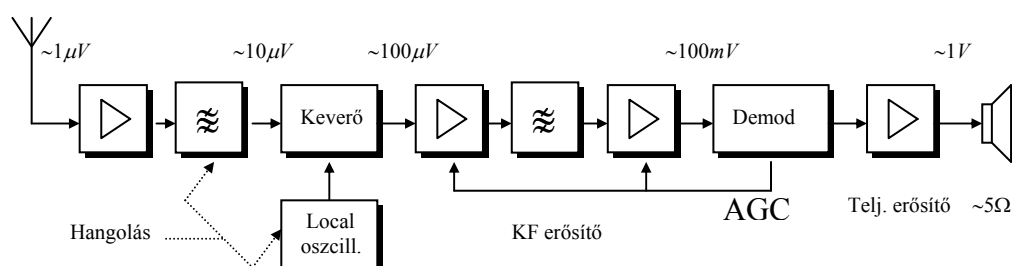 ~1μV
~10μV
~100μV
~100mV
~1V
Keverő
Demod
Local
oszcill.
Hangolás
KF erősítő
AGC
Telj. erősítő
~5Ω